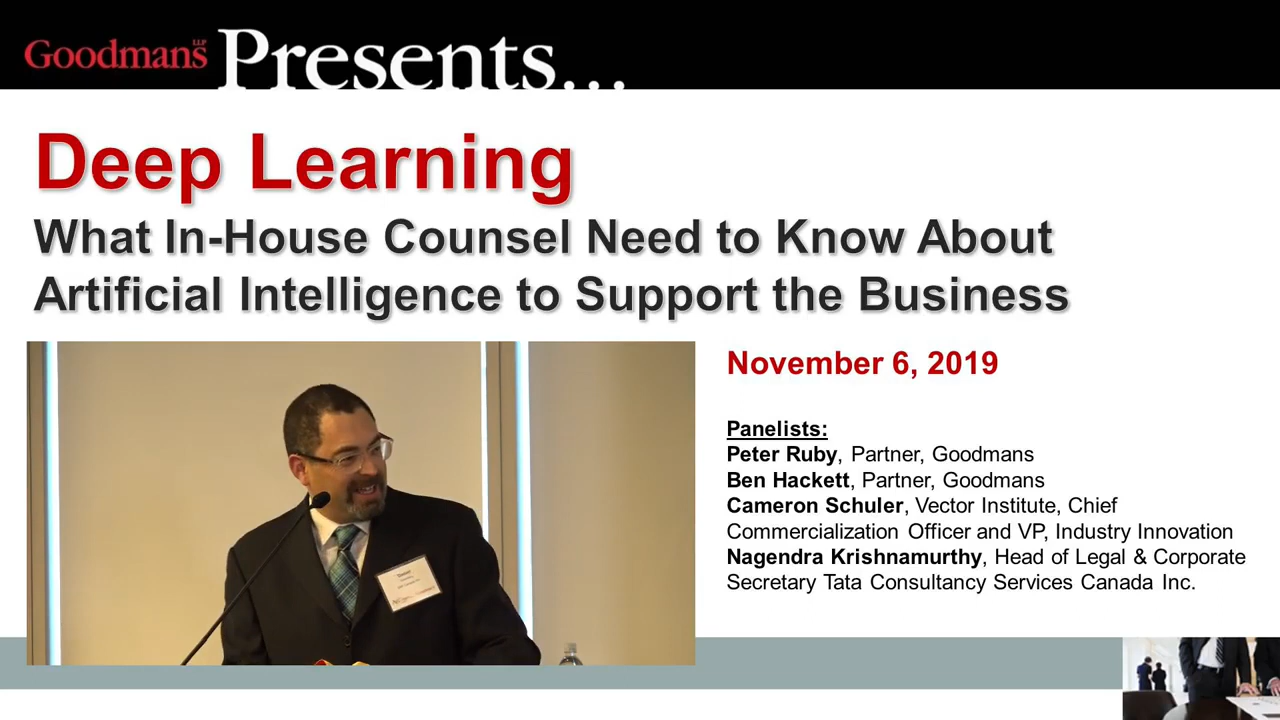 Goodmans LLP Presents...
Deep Learning
What In-House Counsel Need to Know About
Artificial Intelligence to Support the Business
November 6, 2019
Panelists:
Peter Ruby, Partner, Goodmans
Ben Hackett, Partner, Goodmans
Cameron Schuler, Vector Institute, Chief
Commercialization Officer and VP, Industry Innovation
Nagendra Krishnamurthy, Head of Legal & Corporate
Secretary Tata Consultancy Services Canada Inc.